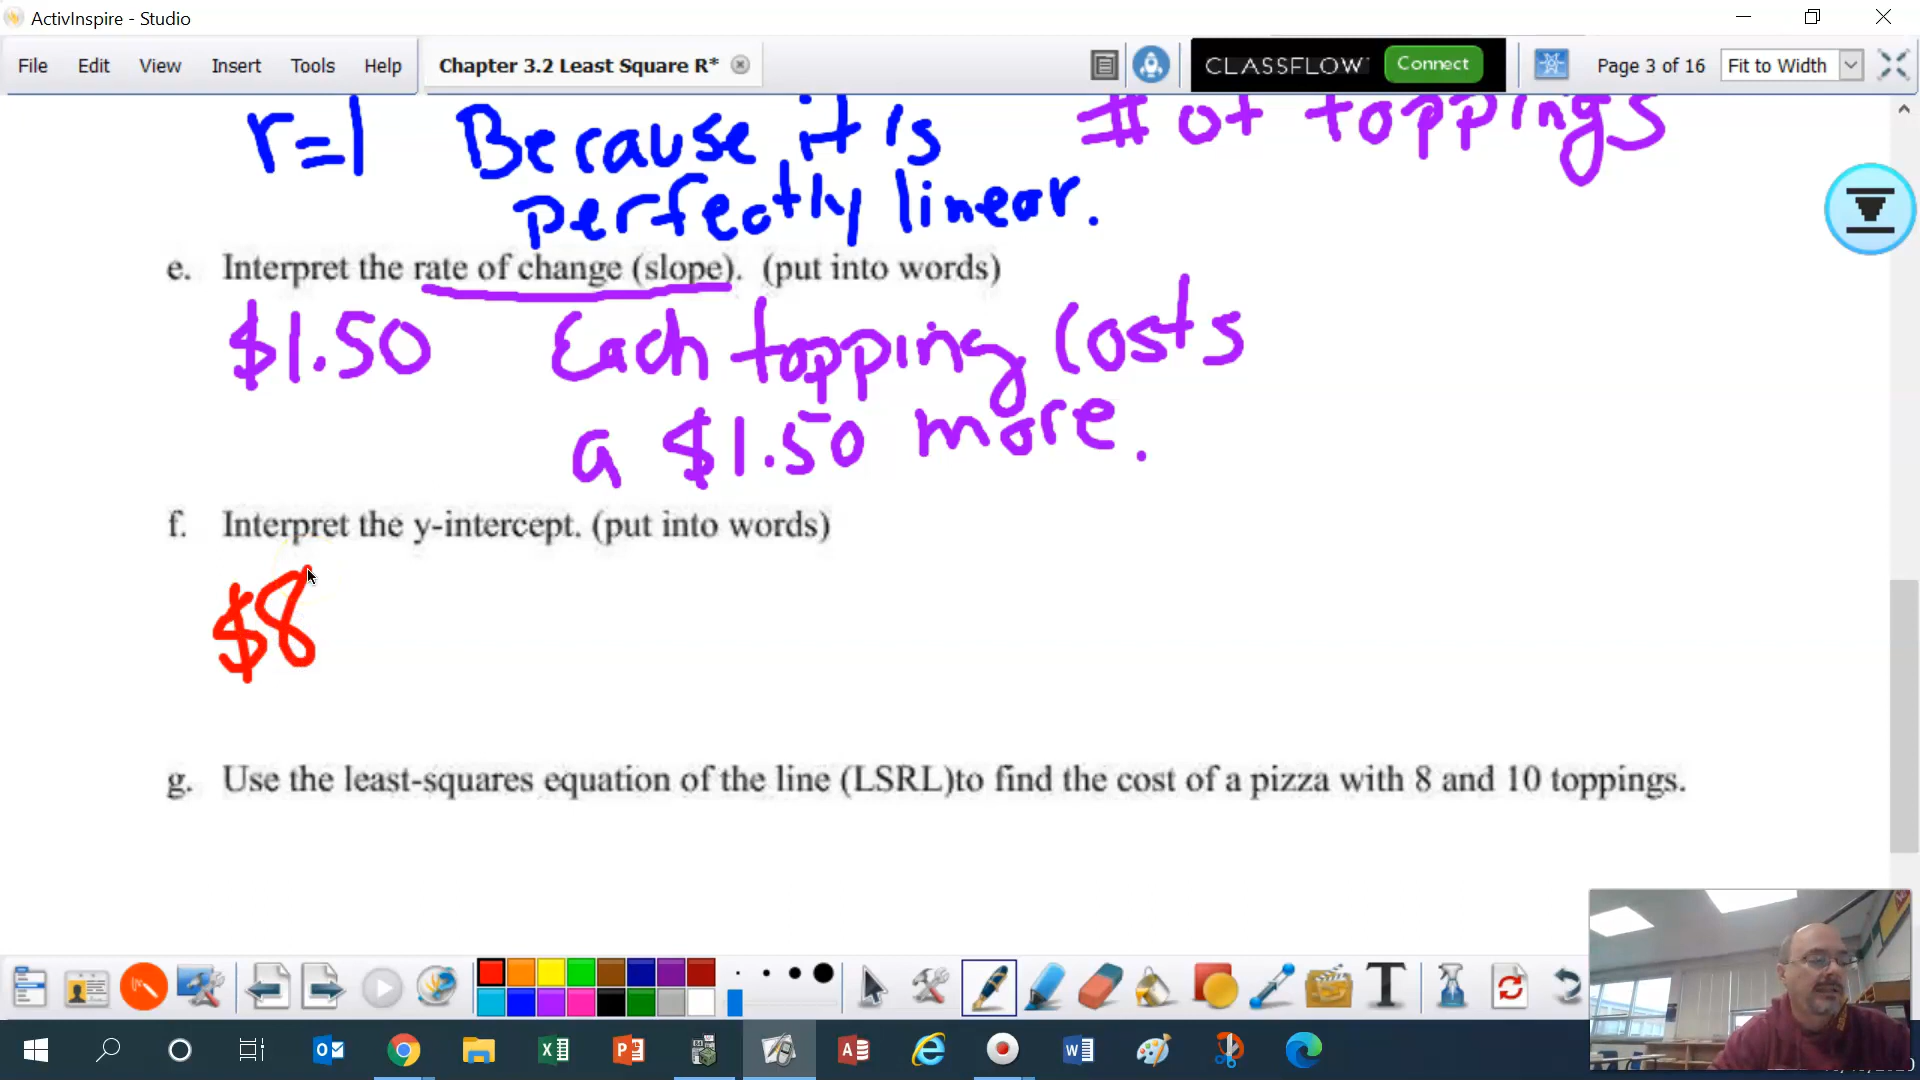 ActivInspire - Studio
File Edit View Insert Tools Help Chapter 3.2 Least Square R* CLASSFLOW Connect Page 3 of 16 Fit to Width
r=1 Because it is
perfectly linear.
# of toppings
e. Interpret the rate of change (slope). (put into words)
$1.50 Each topping costs
a $1.50 more.
f. Interpret the y-intercept. (put into words)
$8
g. Use the least-squares equation of the line (LSRL)to find the cost of a pizza with 8 and 10 toppings.